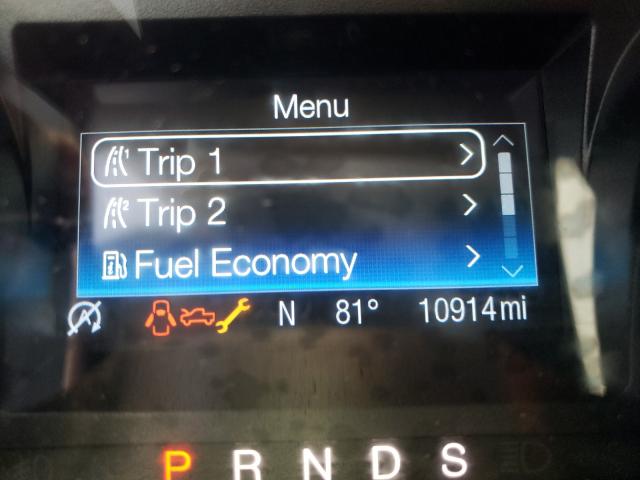 Menu
Trip 1
Trip 2
Fuel Economy
N 81° 10914mi
P R N D S